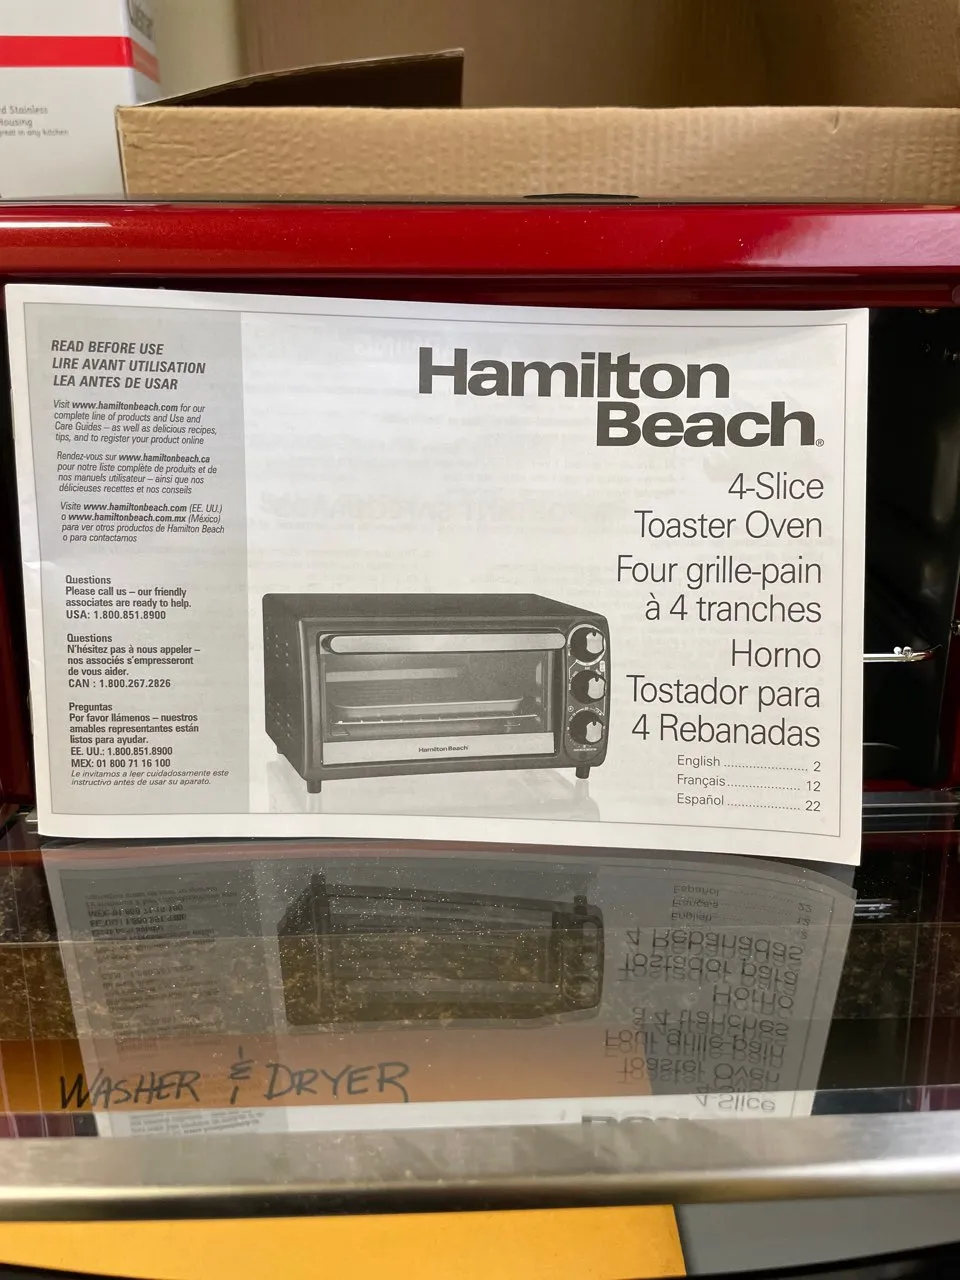 d Stainless
Housing
great in any kitchen
READ BEFORE USE
LIRE AVANT UTILISATION
LEA ANTES DE USAR
Visit www.hamiltonbeach.com for our
complete line of products and Use and
Care Guides – as well as delicious recipes,
tips, and to register your product online
Rendez-vous sur www.hamiltonbeach.ca
pour notre liste complète de produits et de
nos manuels utilisateur – ainsi que nos
délicieuses recettes et nos conseils
Visite www.hamiltonbeach.com (EE. UU.)
o www.hamiltonbeach.com.mx (México)
para ver otros productos de Hamilton Beach
o para contactarnos
Questions
Please call us – our friendly
associates are ready to help.
USA: 1.800.851.8900
Questions
N'hésitez pas à nous appeler –
nos associés s'empresseront
de vous aider.
CAN : 1.800.267.2826
Preguntas
Por favor llámenos – nuestros
amables representantes están
listos para ayudar.
EE. UU.: 1.800.851.8900
MEX: 01 800 71 16 100
Le invitamos a leer cuidadosamente este
instructivo antes de usar su aparato.
Hamilton
Beach®
4-Slice
Toaster Oven
Four grille-pain
à 4 tranches
Horno
Tostador para
4 Rebanadas
English ........................ 2
Français..................... 12
Español ..................... 22
Hamilton Beach
WASHER & DRYER